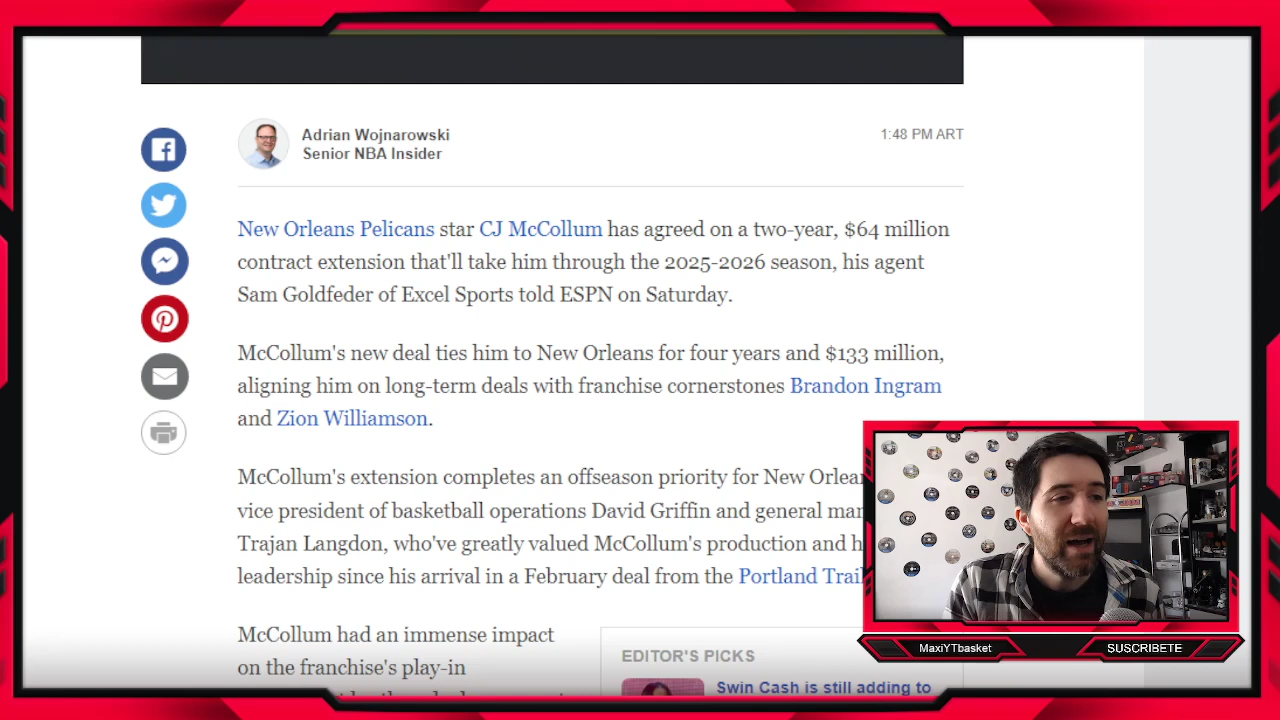 Adrian Wojnarowski
Senior NBA Insider
1:48 PM ART
New Orleans Pelicans star CJ McCollum has agreed on a two-year, $64 million
contract extension that'll take him through the 2025-2026 season, his agent
Sam Goldfeder of Excel Sports told ESPN on Saturday.
McCollum's new deal ties him to New Orleans for four years and $133 million,
aligning him on long-term deals with franchise cornerstones Brandon Ingram
and Zion Williamson.
McCollum's extension completes an offseason priority for New Orlea
vice president of basketball operations David Griffin and general mar
Trajan Langdon, who've greatly valued McCollum's production and h
leadership since his arrival in a February deal from the Portland Trail
McCollum had an immense impact
on the franchise's play-in
EDITOR'S PICKS
Swin Cash is still adding to
MaxiYTbasket
SUSCRIBETE